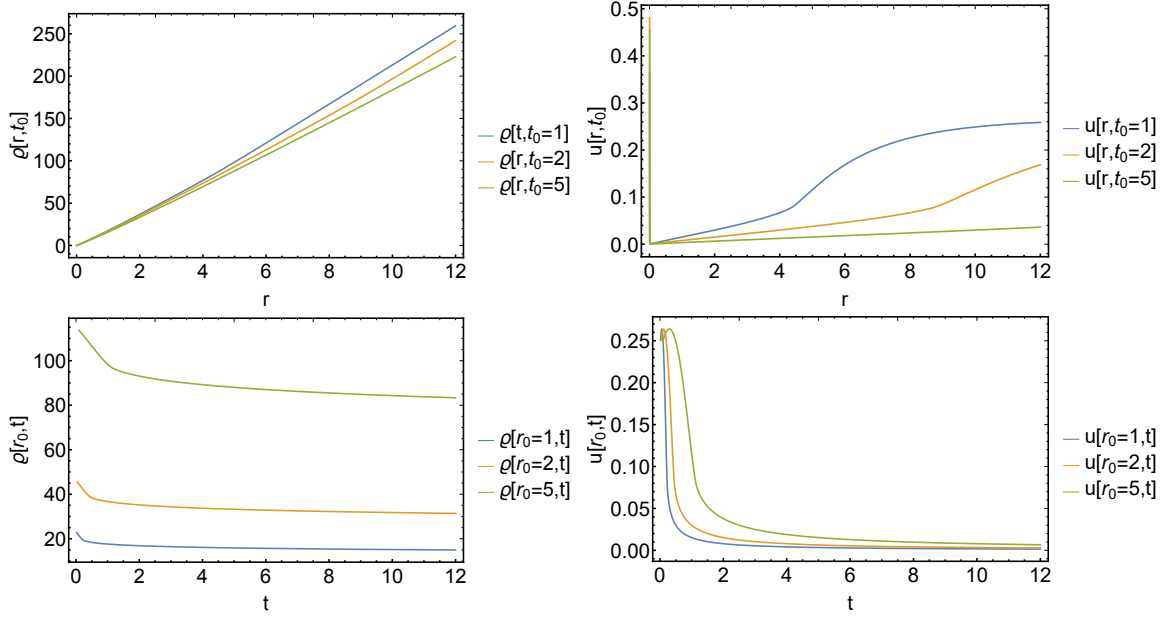 ϱ[r,t0]
250
200
150
100
50
0
0 2 4 6 8 10 12
r
ϱ[t,t0=1]
ϱ[r,t0=2]
ϱ[r,t0=5]
u[r,t0]
0.5
0.4
0.3
0.2
0.1
0.0
0 2 4 6 8 10 12
r
u[r,t0=1]
u[r,t0=2]
u[r,t0=5]
ϱ[r0,t]
100
80
60
40
20
0 2 4 6 8 10 12
t
ϱ[r0=1,t]
ϱ[r0=2,t]
ϱ[r0=5,t]
u[r0,t]
0.25
0.20
0.15
0.10
0.05
0.00
0 2 4 6 8 10 12
t
u[r0=1,t]
u[r0=2,t]
u[r0=5,t]